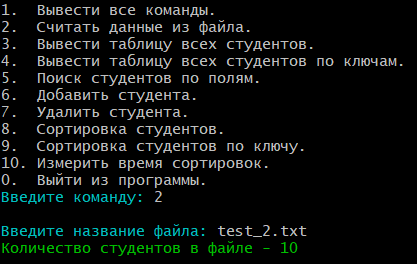 1.  Вывести все команды.
2.  Считать данные из файла.
3.  Вывести таблицу всех студентов.
4.  Вывести таблицу всех студентов по ключам.
5.  Поиск студентов по полям.
6.  Добавить студента.
7.  Удалить студента.
8.  Сортировка студентов.
9.  Сортировка студентов по ключу.
10. Измерить время сортировок.
0.  Выйти из программы.
Введите команду: 2
Введите название файла: test_2.txt
Количество студентов в файле - 10